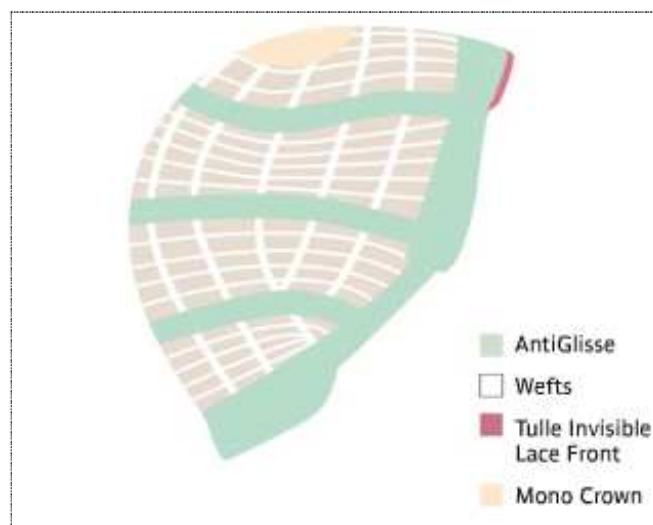 AntiGlisse
Wefts
Tulle Invisible
Lace Front
Mono Crown